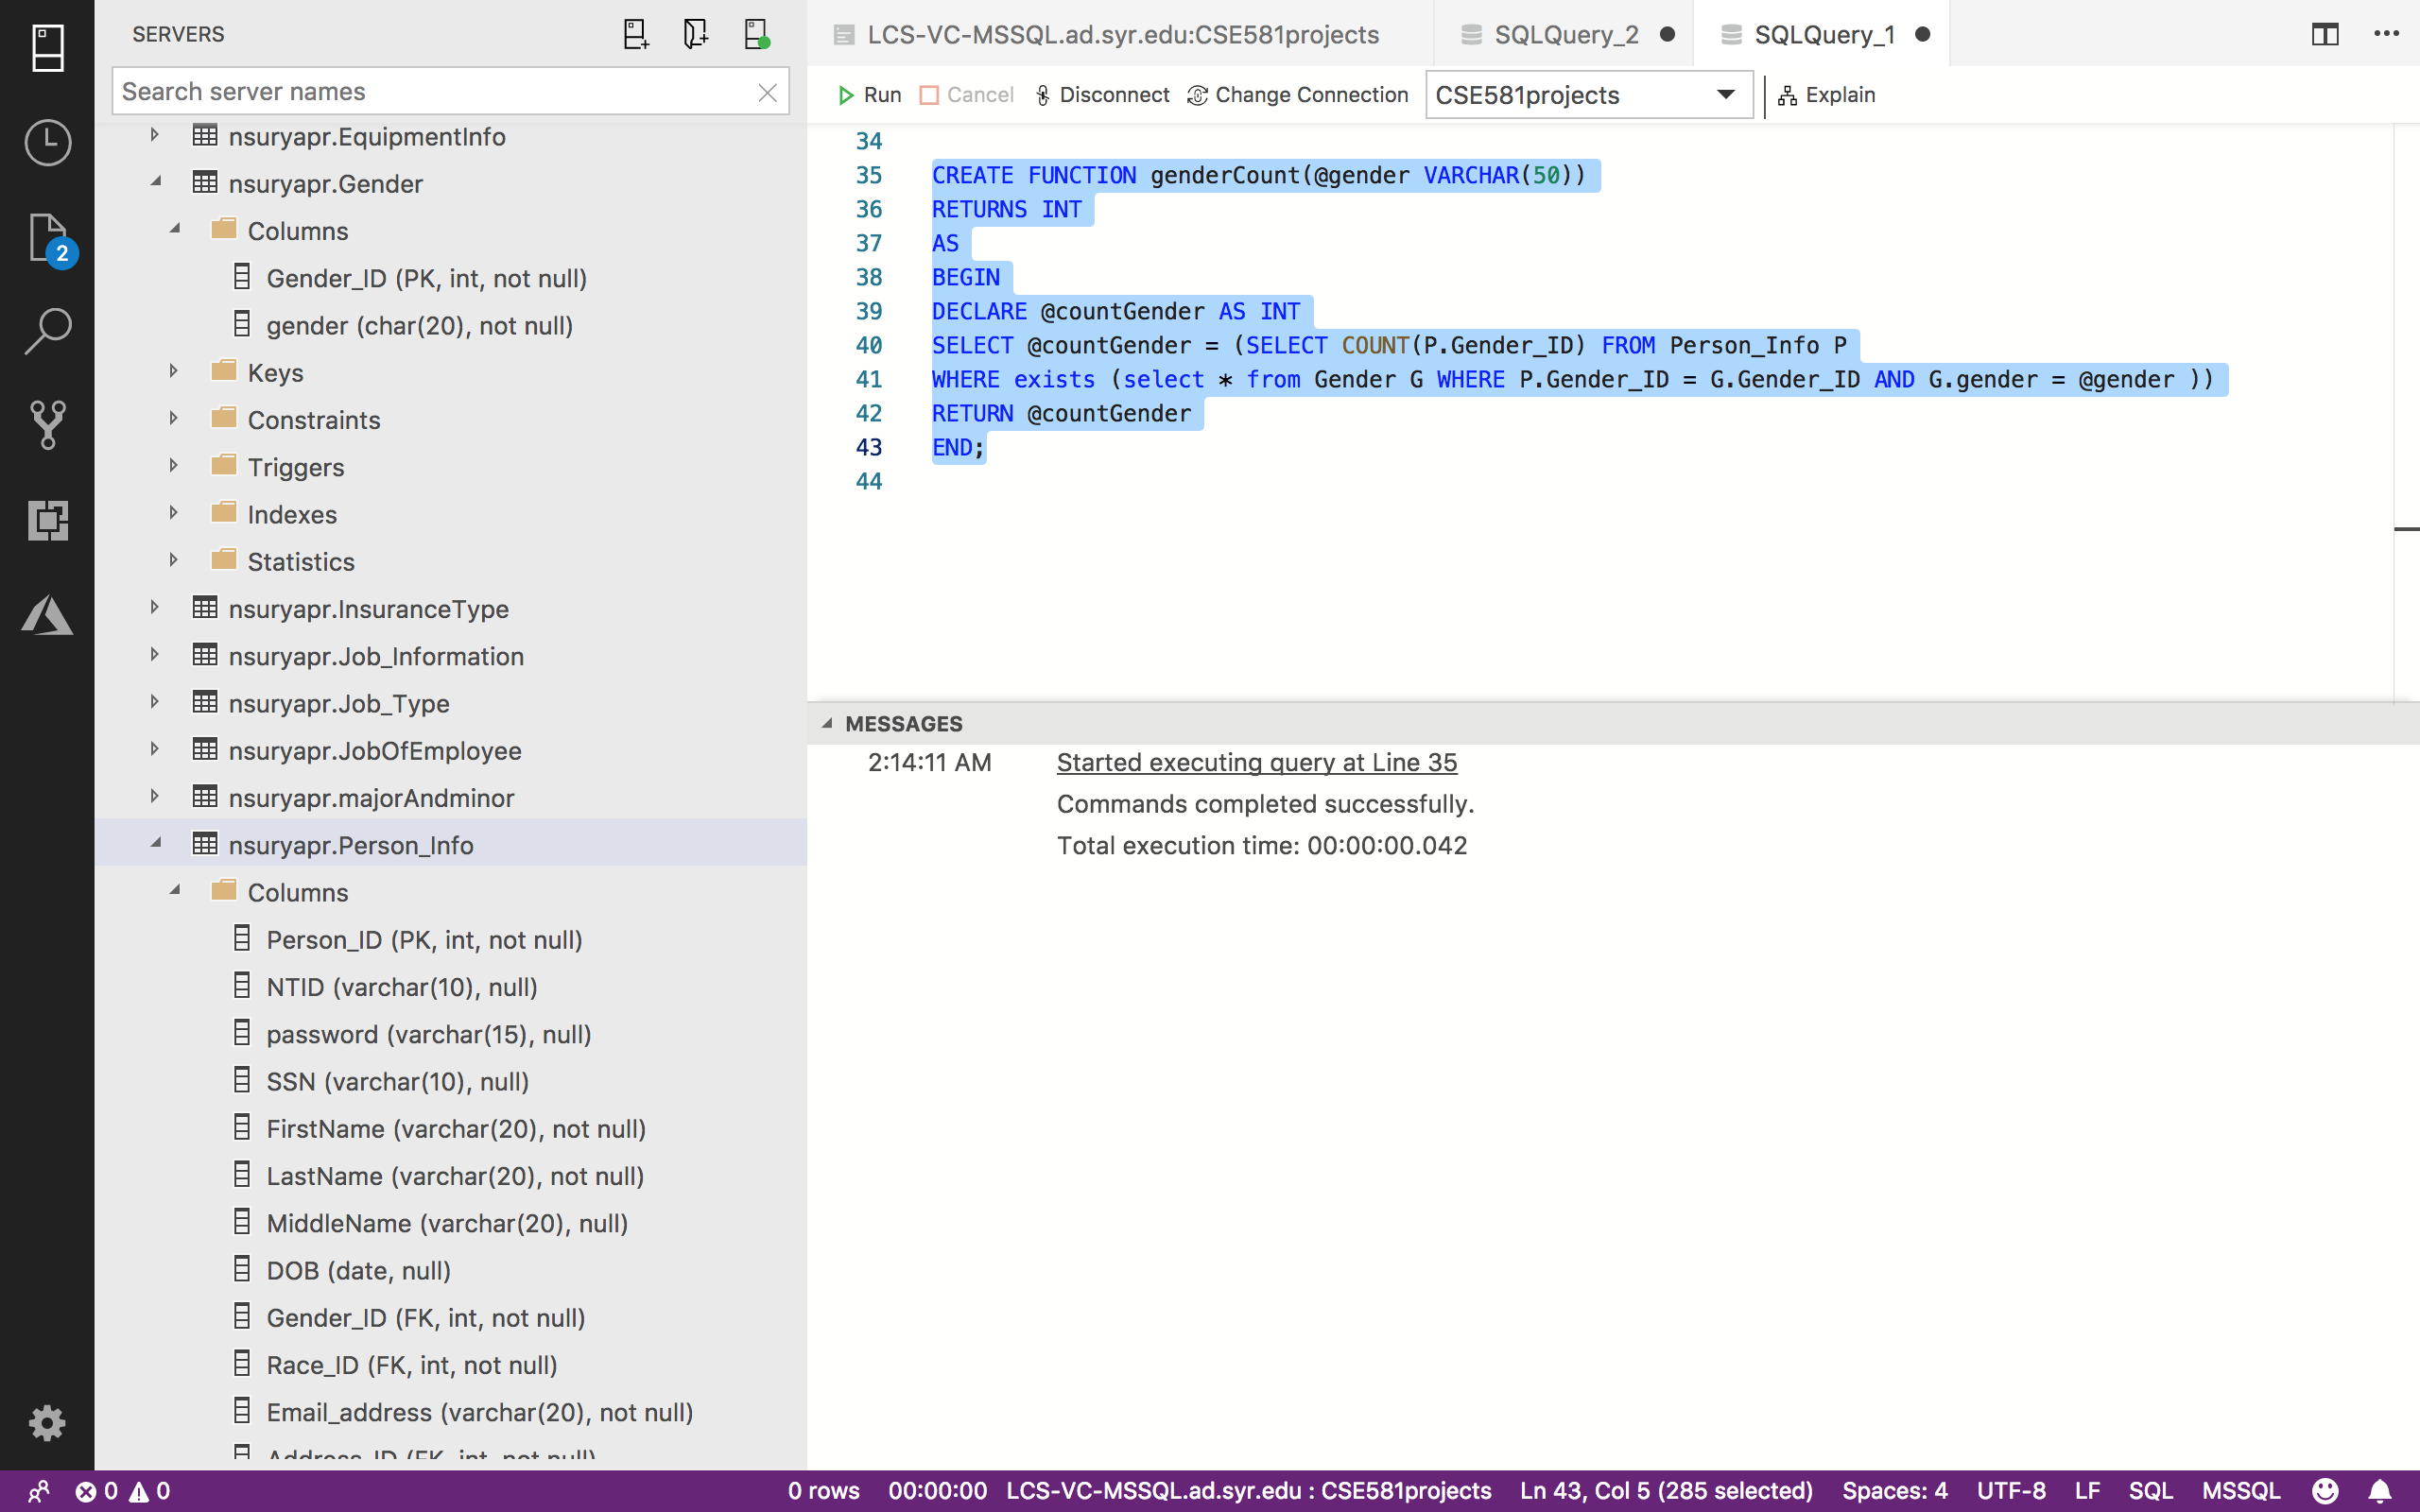 SERVERS
Search server names
nsuryapr.EquipmentInfo
nsuryapr.Gender
Columns
Gender_ID (PK, int, not null)
gender (char(20), not null)
Keys
Constraints
Triggers
Indexes
Statistics
nsuryapr.InsuranceType
nsuryapr.Job_Information
nsuryapr.Job_Type
nsuryapr.JobOfEmployee
nsuryapr.majorAndminor
nsuryapr.Person_Info
Columns
Person_ID (PK, int, not null)
NTID (varchar(10), null)
password (varchar(15), null)
SSN (varchar(10), null)
FirstName (varchar(20), not null)
LastName (varchar(20), not null)
MiddleName (varchar(20), null)
DOB (date, null)
Gender_ID (FK, int, not null)
Race_ID (FK, int, not null)
Email_address (varchar(20), not null)
Address_ID (FK, int, not null)
2
LCS-VC-MSSQL.ad.syr.edu:CSE581projects SQLQuery_2 SQLQuery_1
Run Cancel Disconnect Change Connection CSE581projects Explain
34
35 CREATE FUNCTION genderCount(@gender VARCHAR(50))
36 RETURNS INT
37 AS
38 BEGIN
39 DECLARE @countGender AS INT
40 SELECT @countGender = (SELECT COUNT(P.Gender_ID) FROM Person_Info P
41 WHERE exists (select * from Gender G WHERE P.Gender_ID = G.Gender_ID AND G.gender = @gender ))
42 RETURN @countGender
43 END;
44
MESSAGES
2:14:11 AM Started executing query at Line 35
Commands completed successfully.
Total execution time: 00:00:00.042
0 0 0 rows 00:00:00 LCS-VC-MSSQL.ad.syr.edu : CSE581projects Ln 43, Col 5 (285 selected) Spaces: 4 UTF-8 LF SQL MSSQL